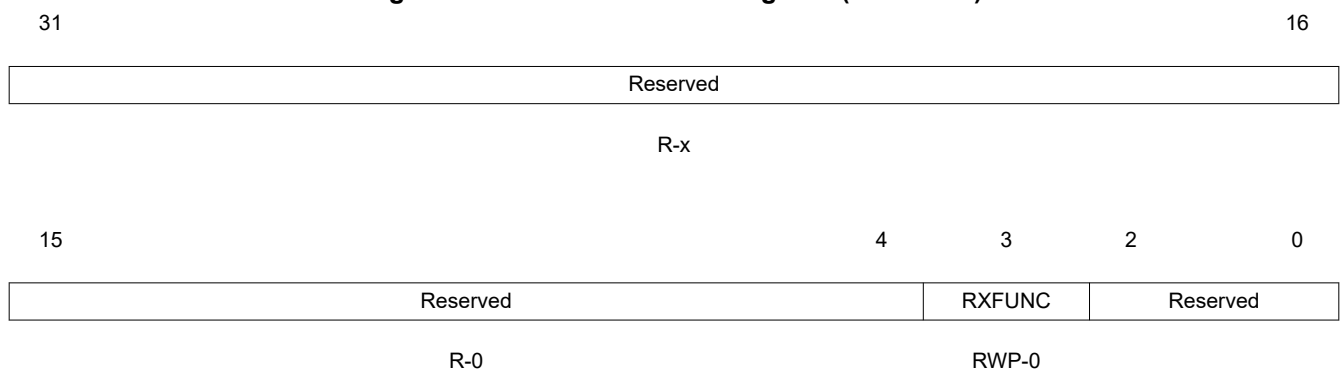 31 16
Reserved
R-x
15 4 3 2 0
Reserved RXFUNC Reserved
R-0 RWP-0